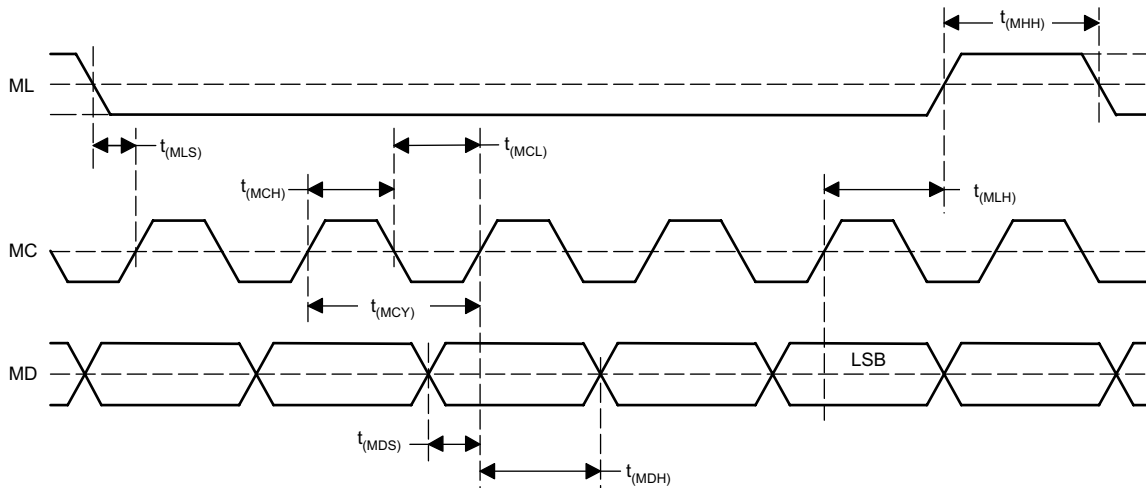 t(MHH)
ML
t(MLS)
t(MCL)
t(MCH)
t(MLH)
MC
t(MCY)
MD
LSB
t(MDS)
t(MDH)